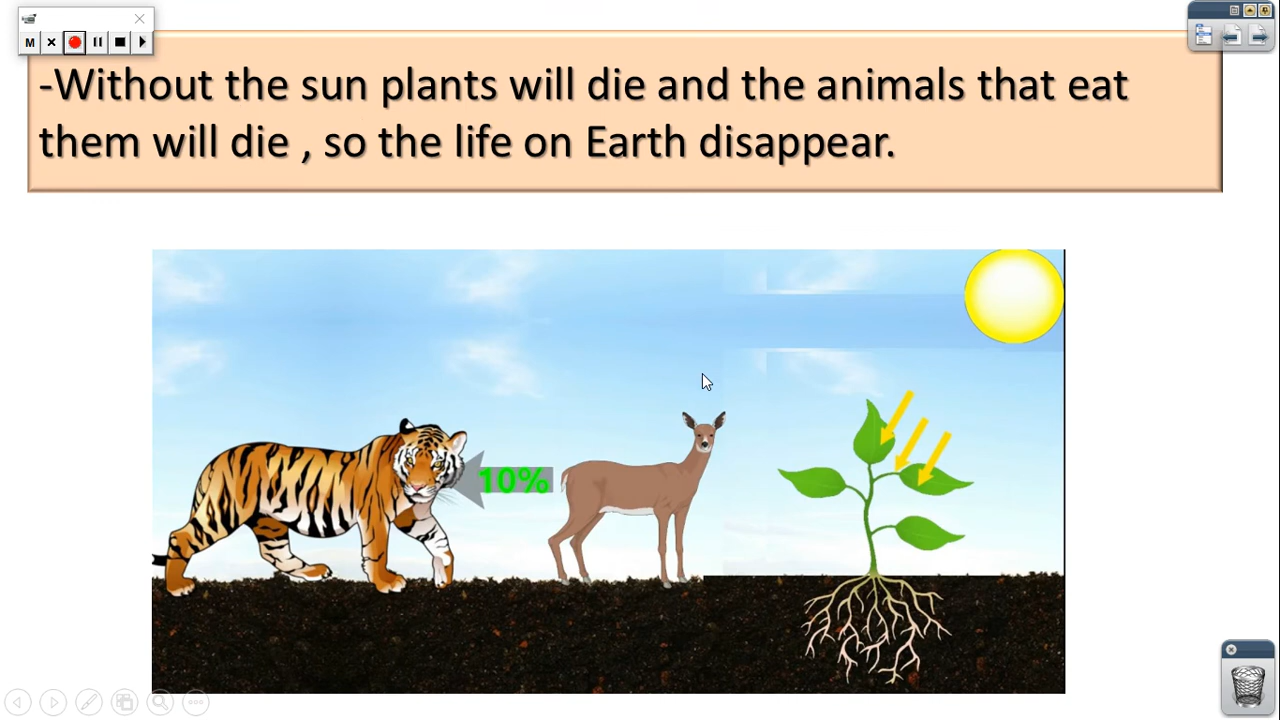 M
-Without the sun plants will die and the animals that eat
them will die , so the life on Earth disappear.
10%